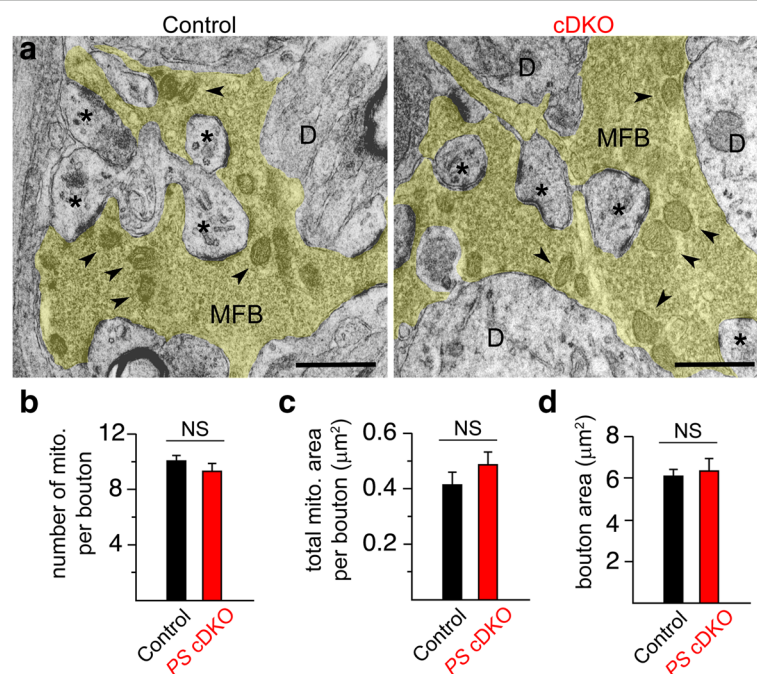 Control
cDKO
a
*
*
*
*
D
MFB
D
MFB
D
*
*
*
*
D
b
number of mito.
per bouton
12
8
4
NS
Control
PS cDKO
c
total mito. area
per bouton (μm²)
0.6
0.4
0.2
NS
Control
PS cDKO
d
bouton area (μm²)
8
6
4
2
NS
Control
PS cDKO